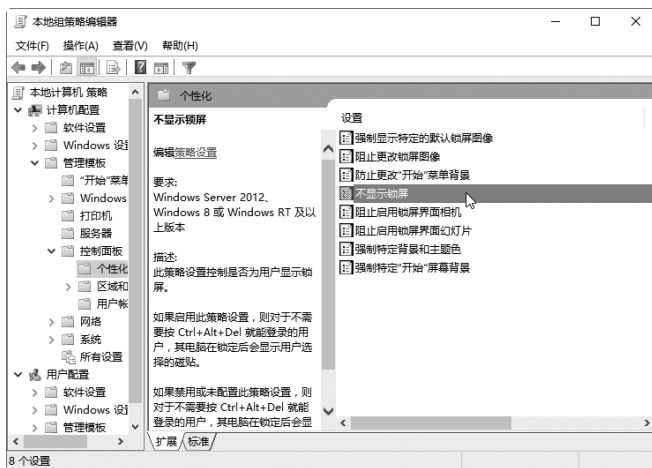 本地组策略编辑器
文件(F) 操作(A) 查看(V) 帮助(H)
本地计算机 策略
计算机配置
软件设置
Windows 设
管理模板
"开始"菜单
Windows
打印机
服务器
控制面板
个性化
区域和
用户帐
网络
系统
所有设置
用户配置
软件设置
Windows 设
管理模板
个性化
不显示锁屏
编辑策略设置
要求:
Windows Server 2012、
Windows 8 或 Windows RT 及以
上版本
描述:
此策略设置控制是否为用户显示锁
屏。
如果启用此策略设置，则对于不需
要按 Ctrl+Alt+Del 就能登录的用
户，其电脑在锁定后会显示用户选
择的磁贴。
如果禁用或未配置此策略设置，则
对于不需要按 Ctrl+Alt+Del 就能
登录的用户，其电脑在锁定后会显
设置
强制显示特定的默认锁屏图像
阻止更改锁屏图像
防止更改"开始"菜单背景
不显示锁屏
阻止启用锁屏界面相机
阻止启用锁屏界面幻灯片
强制特定背景和主题色
强制特定"开始"屏幕背景
扩展 标准
8 个设置